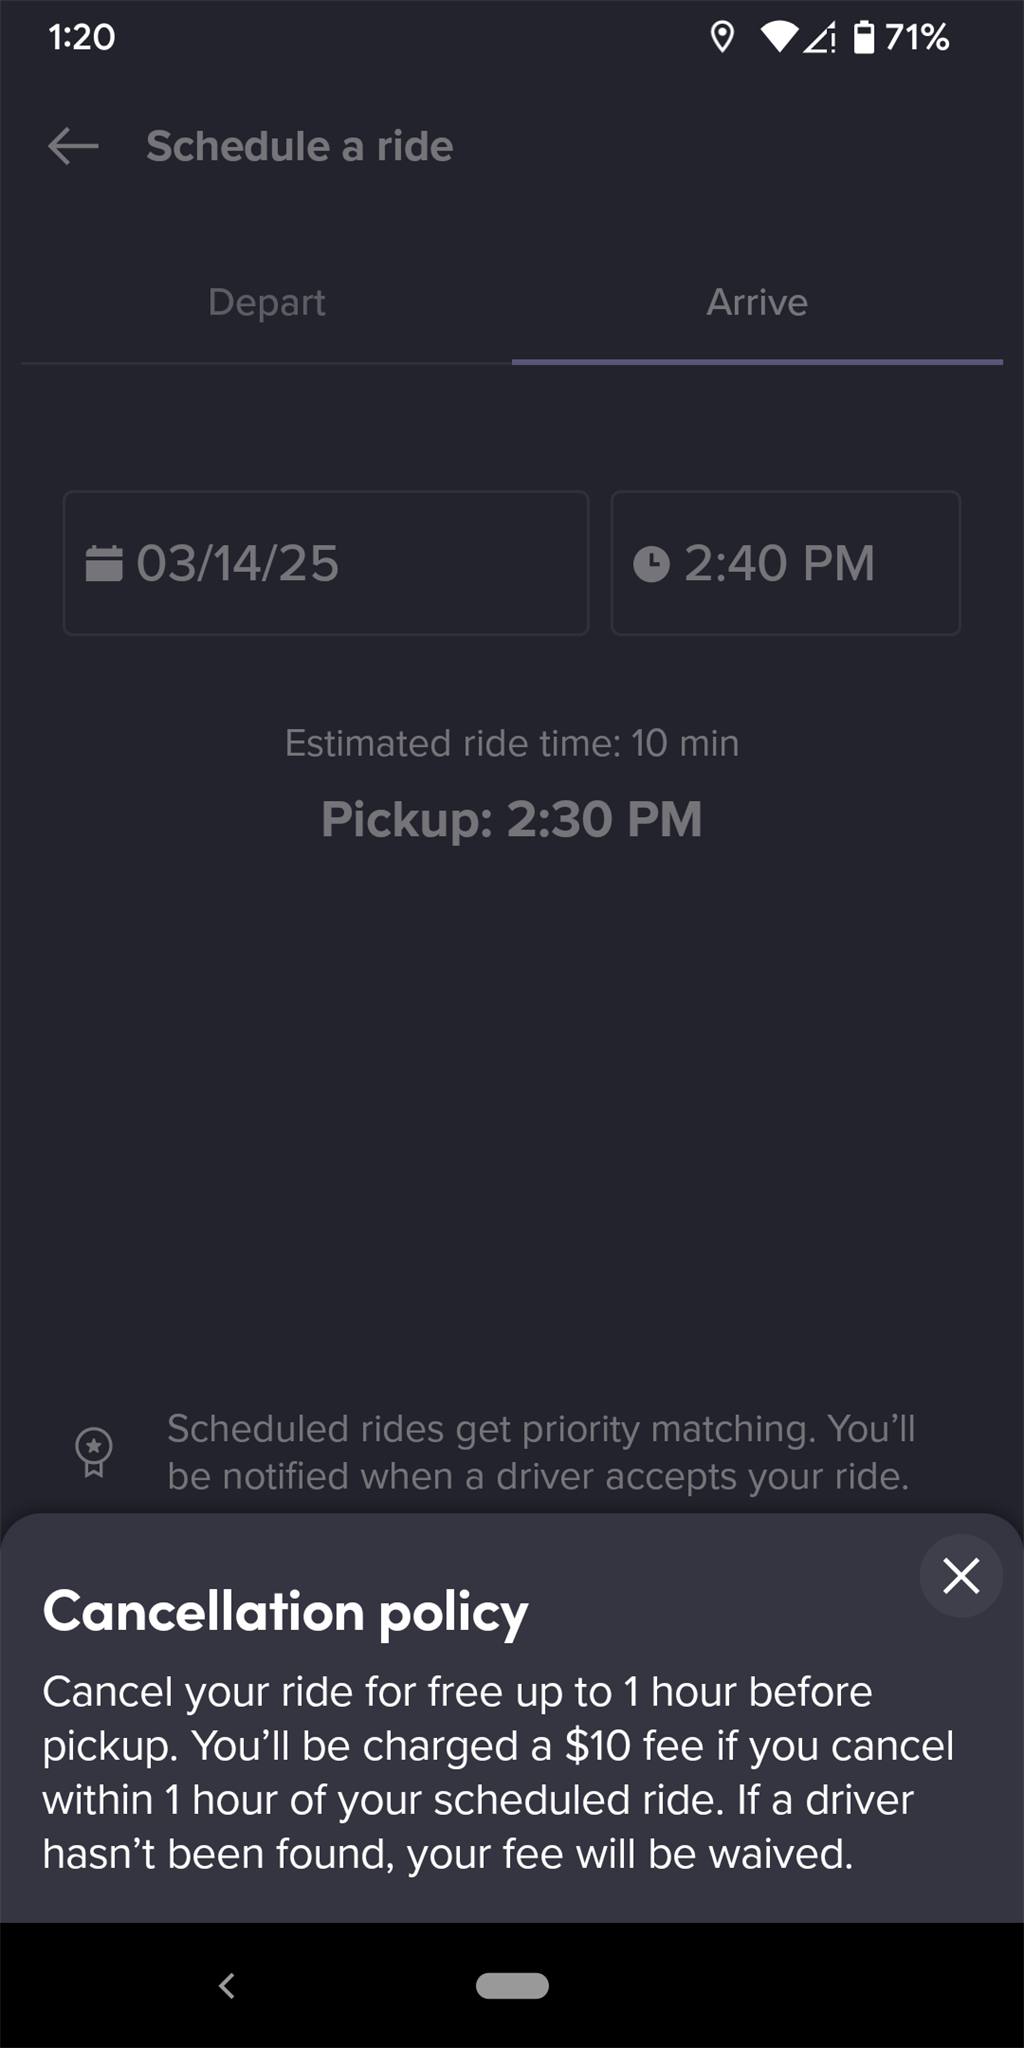 1:20
71%
Schedule a ride
Depart
Arrive
03/14/25
2:40 PM
Estimated ride time: 10 min
Pickup: 2:30 PM
Scheduled rides get priority matching. You’ll
be notified when a driver accepts your ride.
Cancellation policy
Cancel your ride for free up to 1 hour before
pickup. You’ll be charged a $10 fee if you cancel
within 1 hour of your scheduled ride. If a driver
hasn’t been found, your fee will be waived.